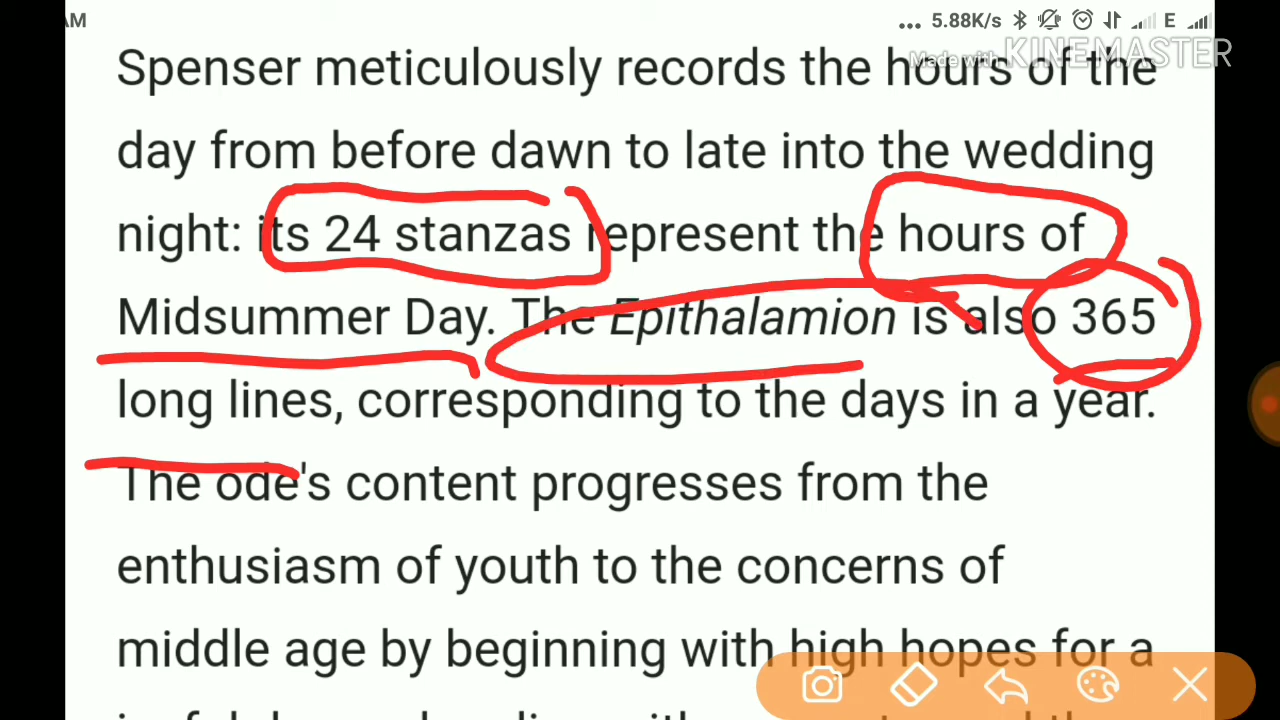 AM
... 5.88K/s E
Made with KINEMASTER
Spenser meticulously records the hours of the
day from before dawn to late into the wedding
night: its 24 stanzas represent the hours of
Midsummer Day. The Epithalamion is also 365
long lines, corresponding to the days in a year.
The ode's content progresses from the
enthusiasm of youth to the concerns of
middle age by beginning with high hopes for a